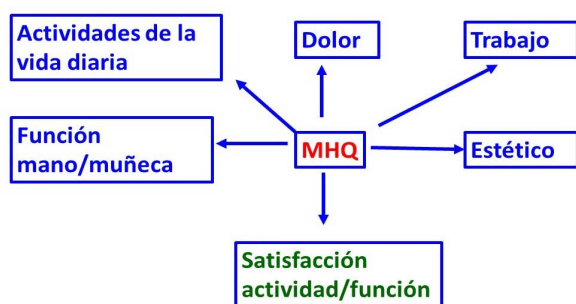 Actividades de la
vida diaria
Dolor
Trabajo
Función
mano/muñeca
MHQ
Estético
Satisfacción
actividad/función